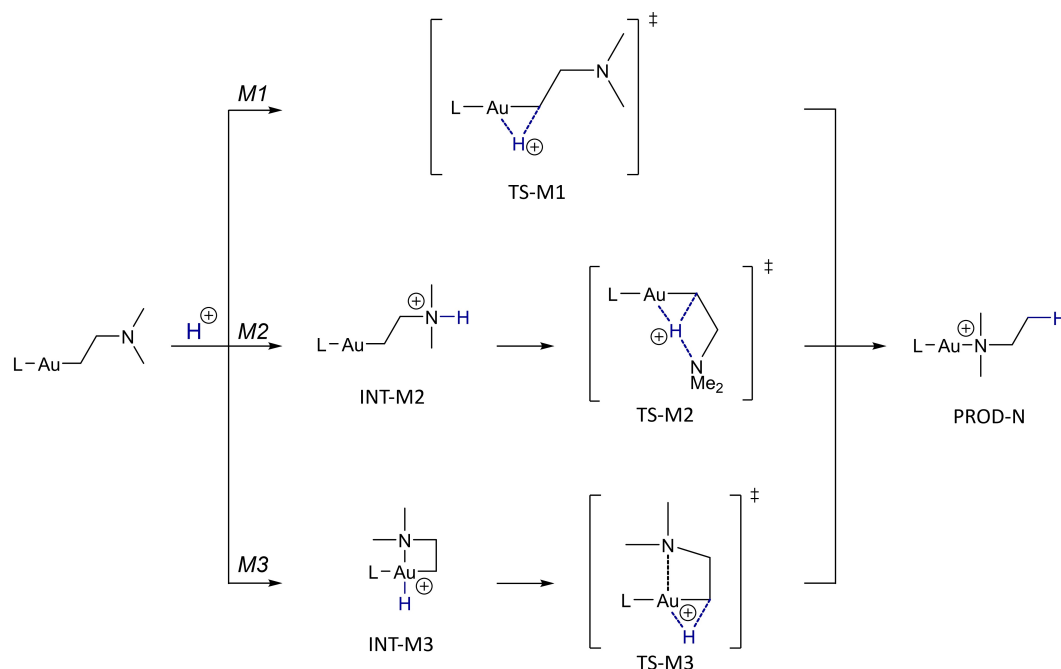 M1
L Au H ⊕ N ‡
TS-M1
L Au N
H⊕
M2
L Au ⊕ N H
INT-M2
L Au H ⊕ N Me2 ‡
TS-M2
L Au ⊕ N H
PROD-N
M3
N L Au ⊕ H
INT-M3
N L Au ⊕ H ‡
TS-M3